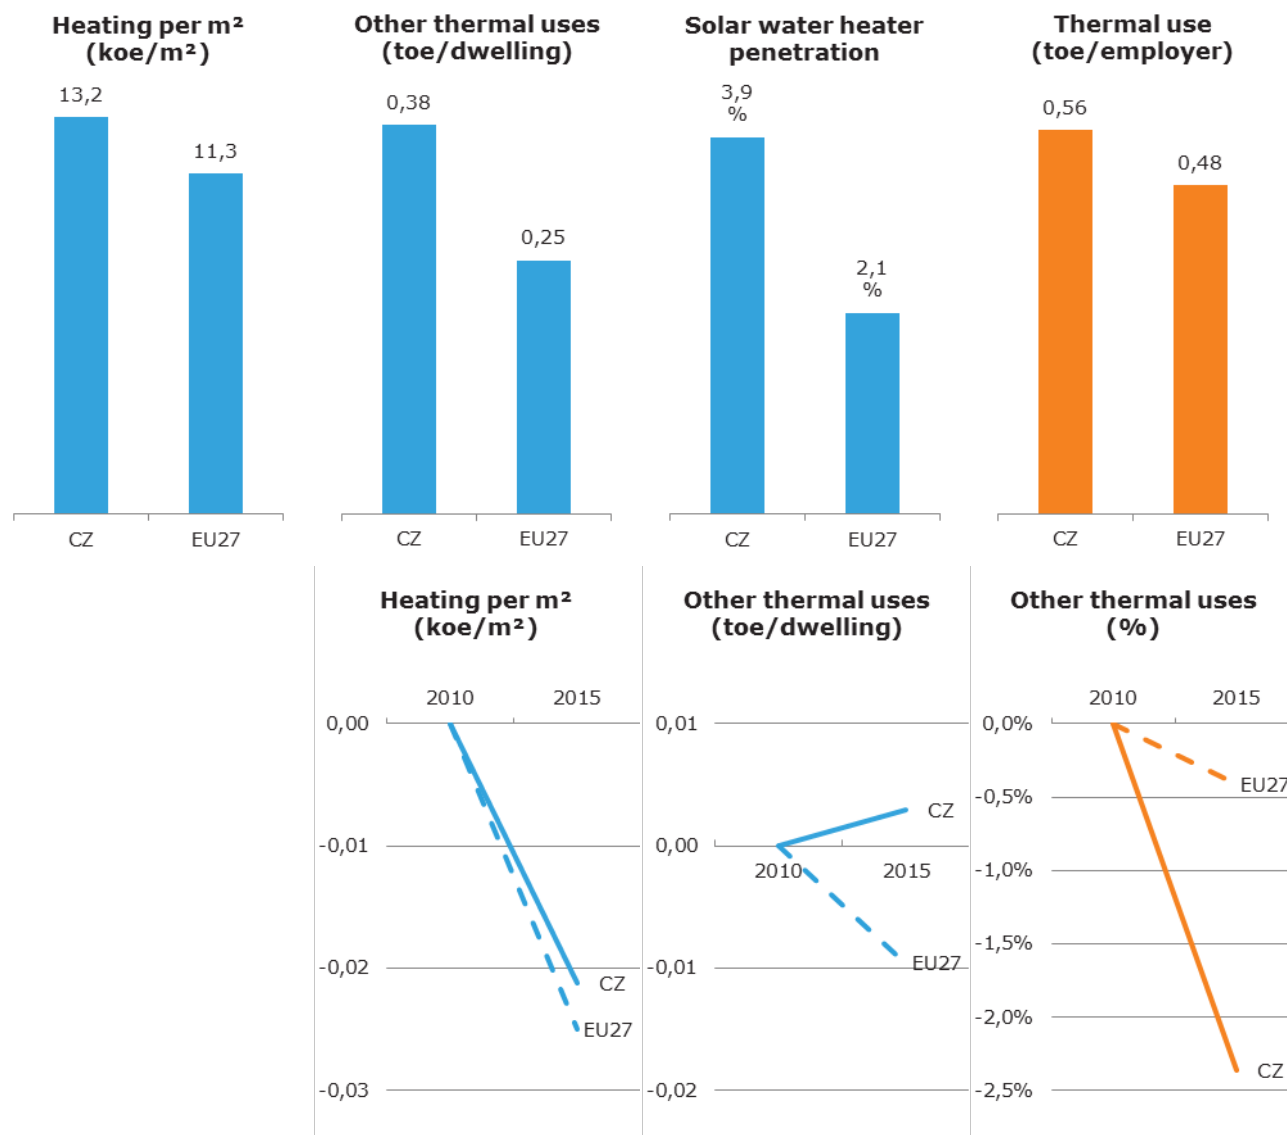 Heating per m²
(koe/m²)
13,2
11,3
CZ
EU27
Other thermal uses
(toe/dwelling)
0,38
0,25
CZ
EU27
Solar water heater
penetration
3,9
%
2,1
%
CZ
EU27
Thermal use
(toe/employer)
0,56
0,48
CZ
EU27
Heating per m²
(koe/m²)
2010
2015
0,00
-0,01
-0,02
-0,03
CZ
EU27
Other thermal uses
(toe/dwelling)
0,01
0,00
-0,01
-0,02
2010
2015
CZ
EU27
Other thermal uses
(%)
2010
2015
0,0%
-0,5%
-1,0%
-1,5%
-2,0%
-2,5%
EU27
CZ